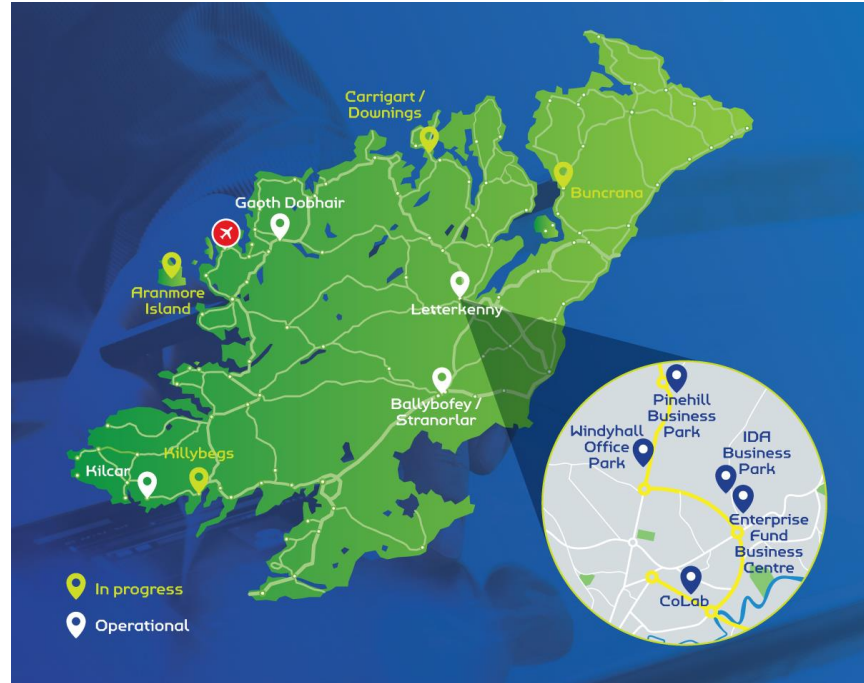 Carrigart /
Downings
Buncrana
Gaoth Dobhair
Aranmore
Island
Letterkenny
Ballybofey /
Stranorlar
Killybegs
Kilcar
Pinehill
Business
Park
Windyhall
Office
Park
IDA
Business
Park
Enterprise
Fund
Business
Centre
CoLab
In progress
Operational